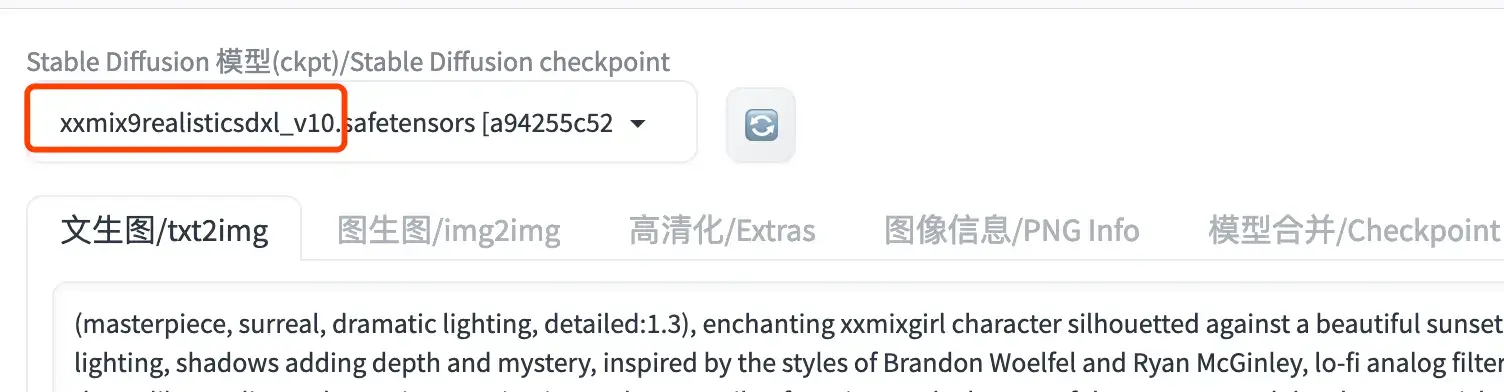 Stable Diffusion 模型(ckpt)/Stable Diffusion checkpoint
xxmix9realisticsdxl_v10.safetensors [a94255c52
文生图/txt2img 图生图/img2img 高清化/Extras 图像信息/PNG Info 模型合并/Checkpoint
(masterpiece, surreal, dramatic lighting, detailed:1.3), enchanting xxmixgirl character silhouetted against a beautiful sunset
lighting, shadows adding depth and mystery, inspired by the styles of Brandon Woelfel and Ryan McGinley, lo-fi analog filter